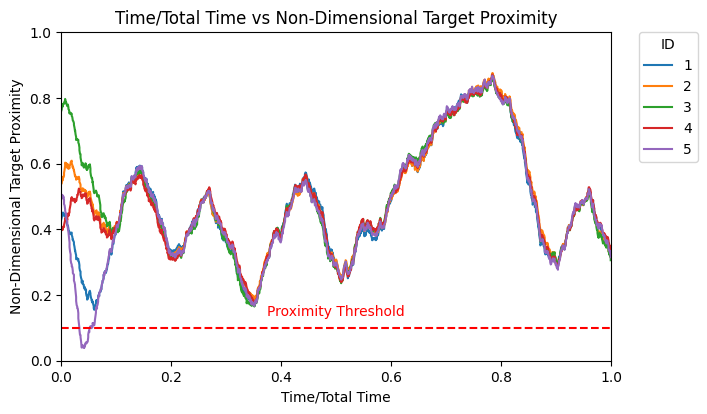 Time/Total Time vs Non-Dimensional Target Proximity
Non-Dimensional Target Proximity
1.0
0.8
0.6
0.4
0.2
0.0
Proximity Threshold
0.0 0.2 0.4 0.6 0.8 1.0
Time/Total Time
ID
1
2
3
4
5